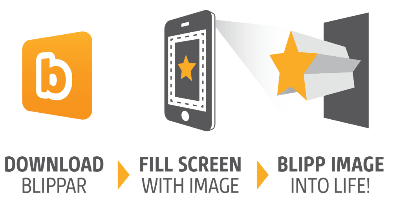 b
DOWNLOAD
BLIPPAR
FILL SCREEN
WITH IMAGE
BLIPP IMAGE
INTO LIFE!